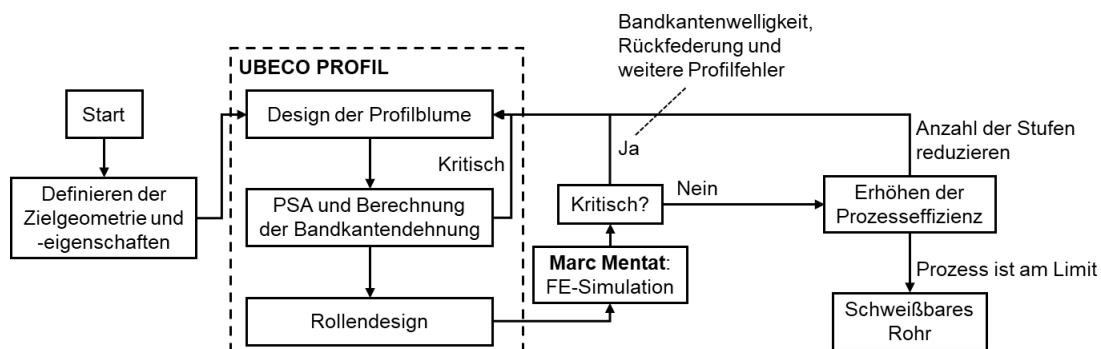 Start
Definieren der
Zielgeometrie und
-eigenschaften
UBECO PROFIL
Design der Profilblume
Kritisch
PSA und Berechnung
der Bandkantendehnung
Rollendesign
Marc Mentat:
FE-Simulation
Kritisch?
Ja
Bandkantenwelligkeit,
Rückfederung und
weitere Profilfehler
Nein
Erhöhen der
Prozesseffizienz
Anzahl der Stufen
reduzieren
Prozess ist am Limit
Schweißbares
Rohr